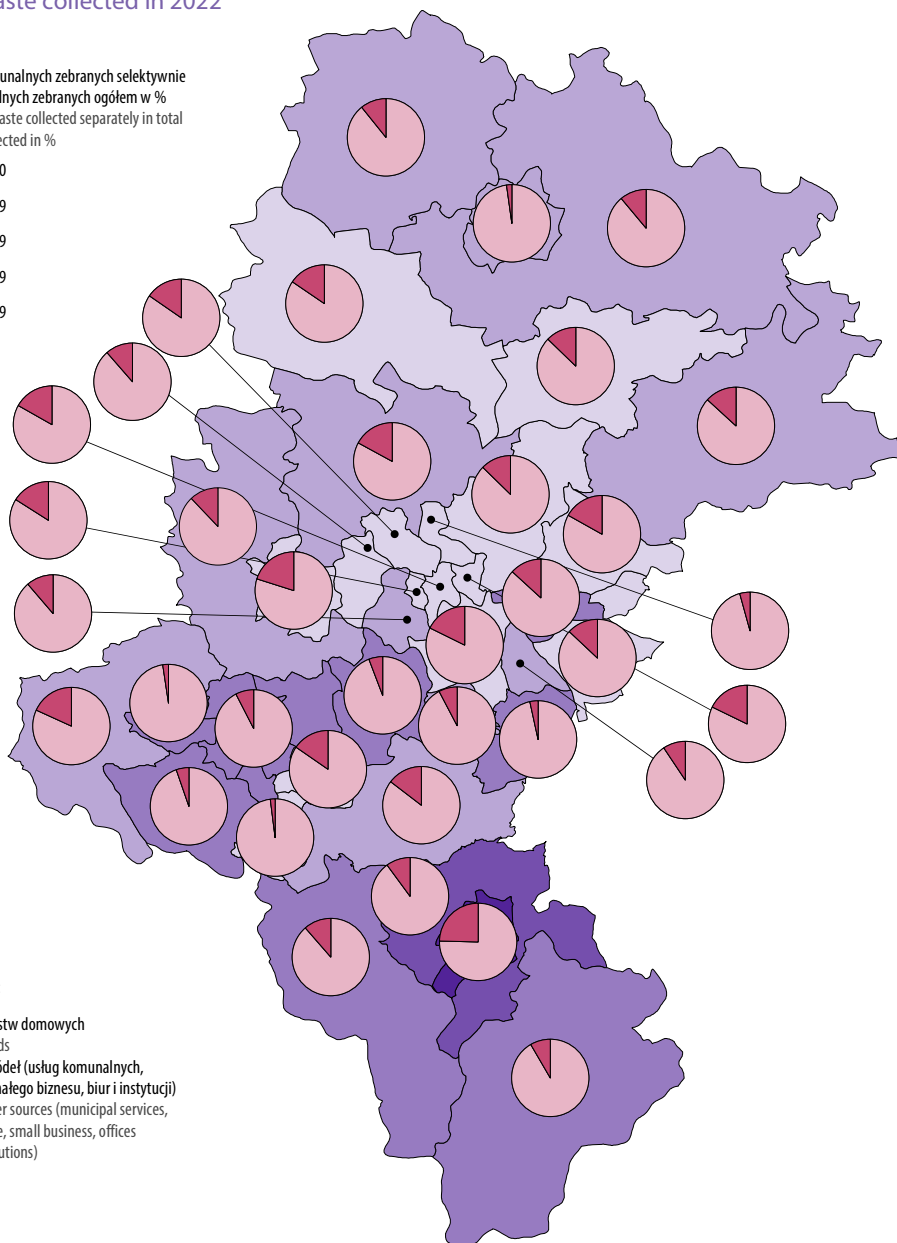 aste collected in 2022
unalnych zebranych selektywnie
lnych zebranych ogółem w %
aste collected separately in total
ected in %
0
9
9
9
9
stw domowych
ds
ódeł (usług komunalnych,
nałego biznesu, biur i instytucji)
er sources (municipal services,
e, small business, offices
utions)